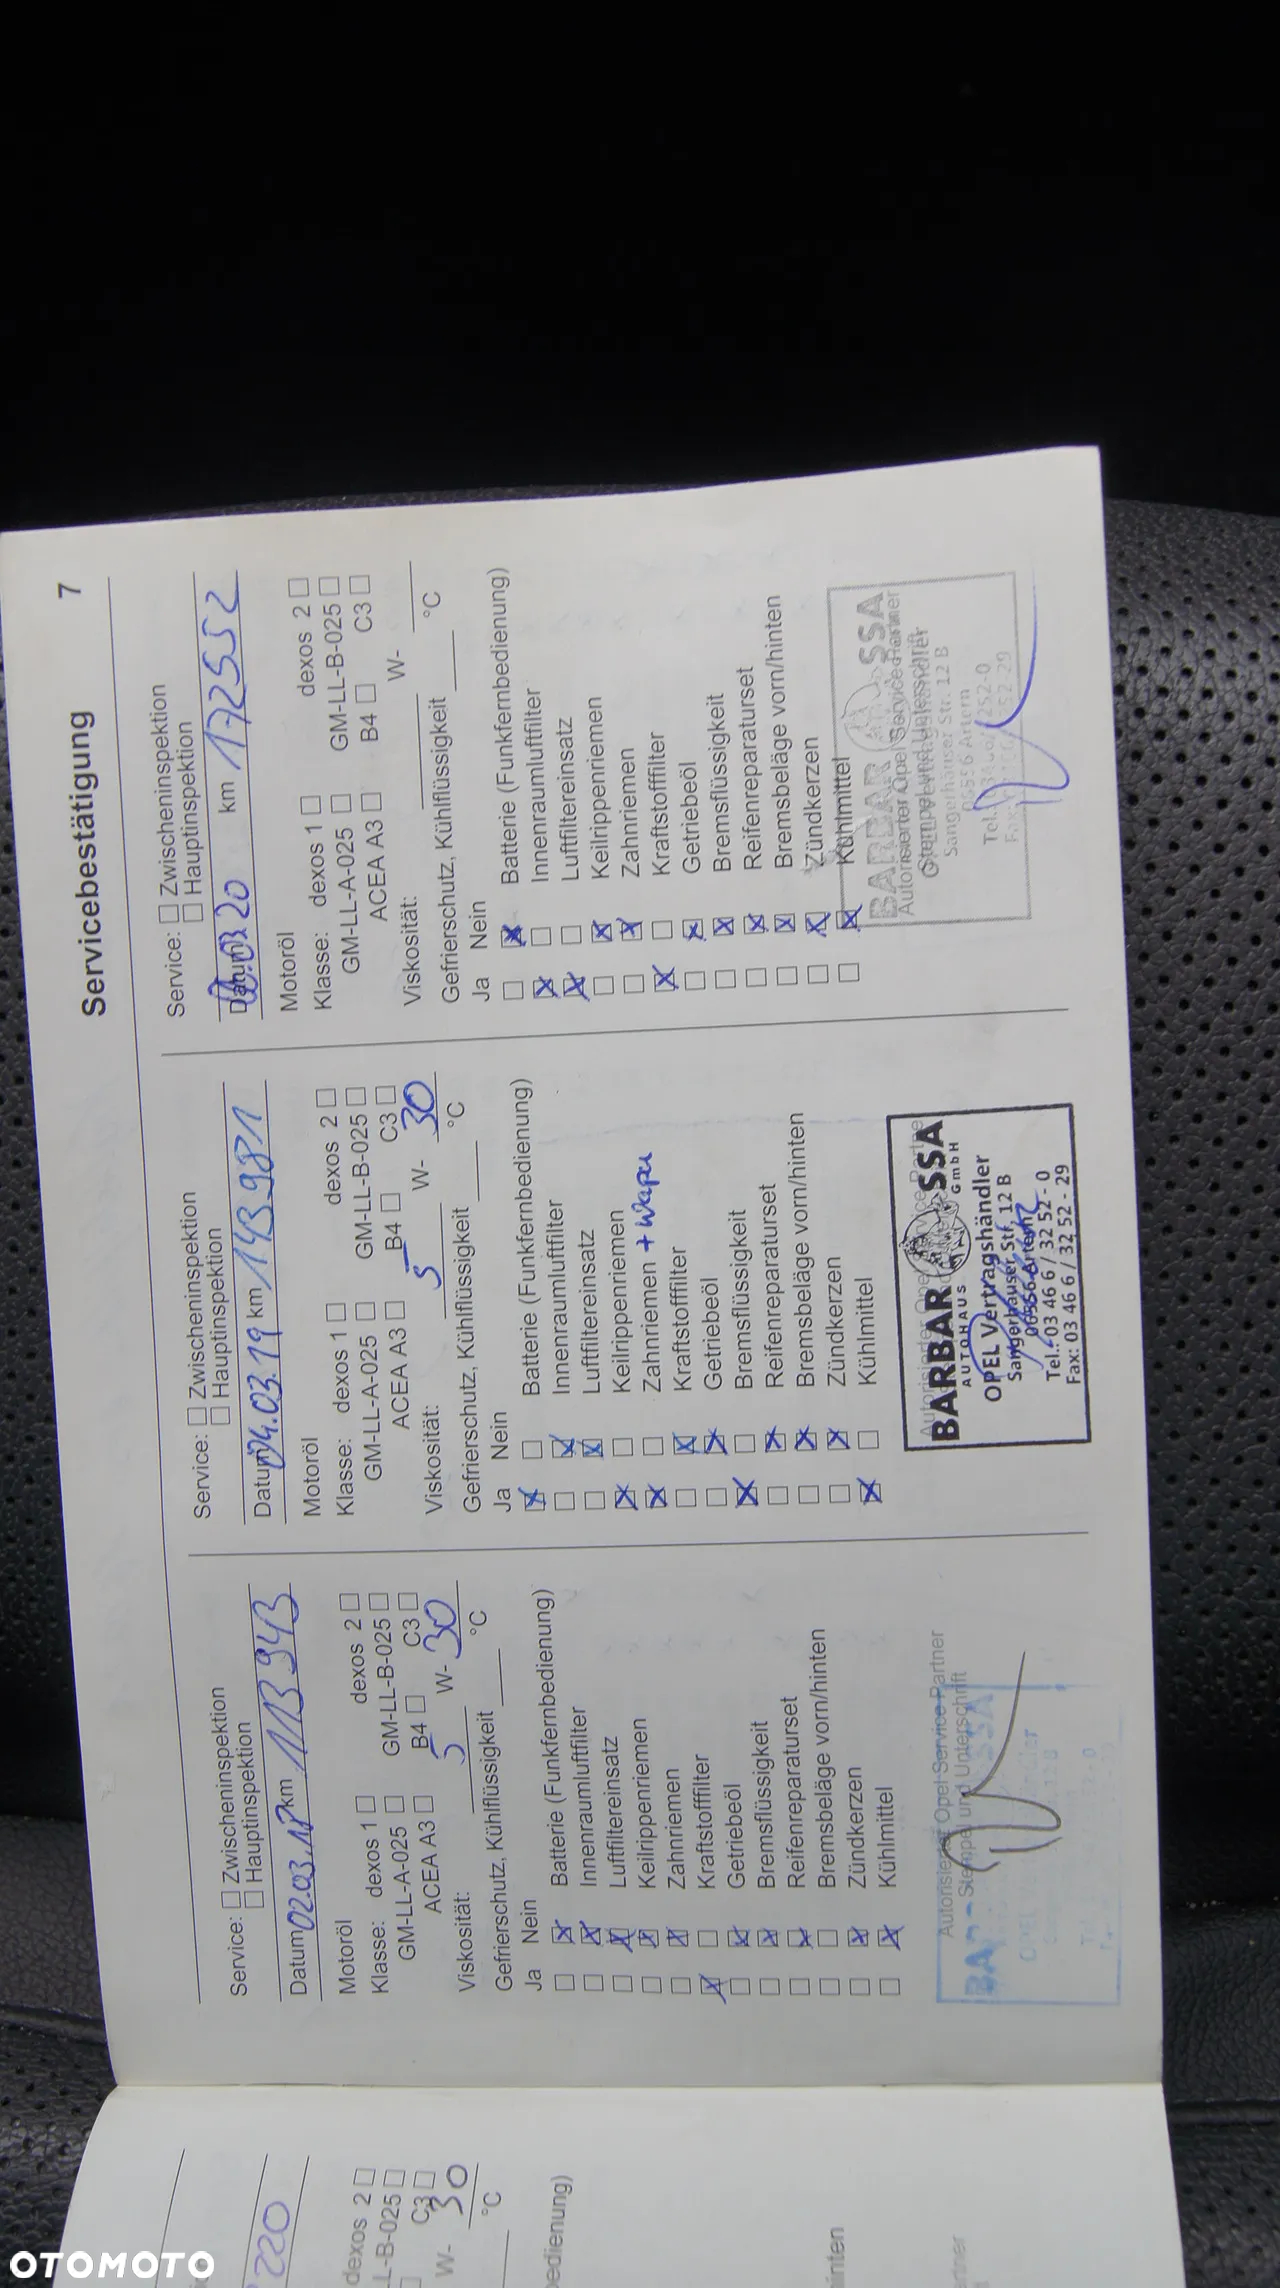 Servicebestätigung 7
Service: Zwischeninspektion
Hauptinspektion
Datum 02.03.18 km 113943
Motoröl
Klasse: dexos 1 dexos 2
GM-LL-A-025 GM-LL-B-025
ACEA A3 B4 C3
Viskosität: 5 W- 30
Gefrierschutz, Kühlflüssigkeit °C
Ja Nein
Batterie (Funkfernbedienung)
Innenraumluftfilter
Luftfiltereinsatz
Keilrippenriemen
Zahnriemen
Kraftstofffilter
Getriebeöl
Bremsflüssigkeit
Reifenreparaturset
Bremsbeläge vorn/hinten
Zündkerzen
Kühlmittel
Autorisierter Opel Service Partner
Stempel und Unterschrift
Service: Zwischeninspektion
Hauptinspektion
Datum 04.03.19 km 143981
Motoröl
Klasse: dexos 1 dexos 2
GM-LL-A-025 GM-LL-B-025
ACEA A3 B4 C3
Viskosität: 5 W- 30
Gefrierschutz, Kühlflüssigkeit °C
Ja Nein
Batterie (Funkfernbedienung)
Innenraumluftfilter
Luftfiltereinsatz
Keilrippenriemen
Zahnriemen + Wapu
Kraftstofffilter
Getriebeöl
Bremsflüssigkeit
Reifenreparaturset
Bremsbeläge vorn/hinten
Zündkerzen
Kühlmittel
BARBAROSSA
AUTOHAUS GmbH
OPEL Vertragshändler
Sangerhäuser Str. 12 B
06556 Artern
Tel.: 03 46 6 / 32 52 - 0
Fax: 03 46 6 / 32 52 - 29
Service: Zwischeninspektion
Hauptinspektion
Datum 03 20 km 172552
Motoröl
Klasse: dexos 1 dexos 2
GM-LL-A-025 GM-LL-B-025
ACEA A3 B4 C3
Viskosität: W-
Gefrierschutz, Kühlflüssigkeit °C
Ja Nein
Batterie (Funkfernbedienung)
Innenraumluftfilter
Luftfiltereinsatz
Keilrippenriemen
Zahnriemen
Kraftstofffilter
Getriebeöl
Bremsflüssigkeit
Reifenreparaturset
Bremsbeläge vorn/hinten
Zündkerzen
Kühlmittel
BARBAROSSA
Autorisierter Opel Service Partner
Stempel und Unterschrift
Sangerhäuser Str. 12 B
06556 Artern
220
dexos 2
LL-B-025
C3
W- 30
°C
bedienung)
hinten
OTOMOTO